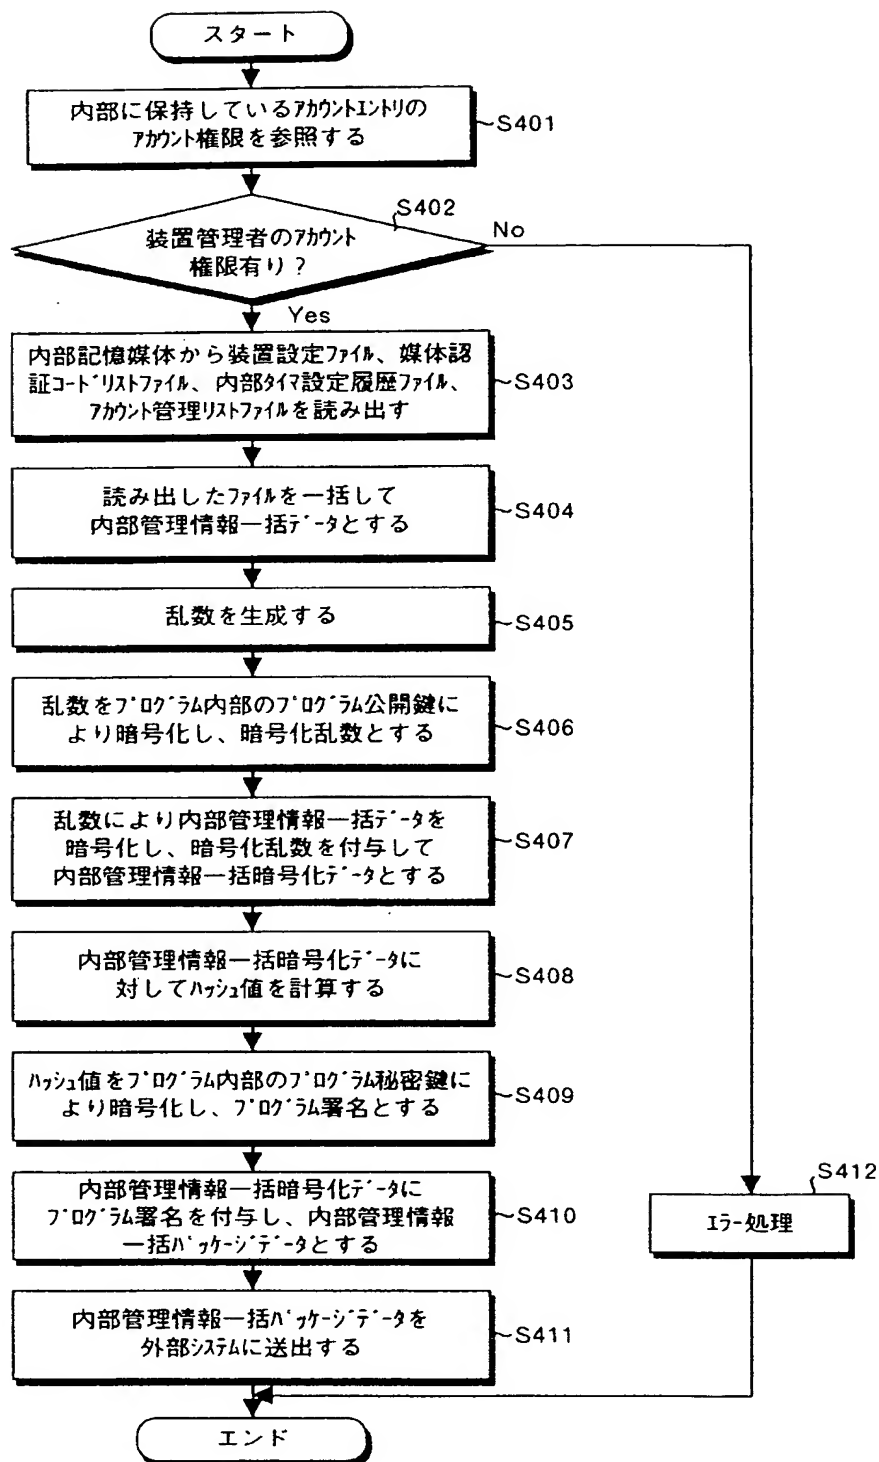 スタート
内部に保持しているアカウントエントリの
アカウント権限を参照する
S401
S402
装置管理者のアカウント
権限有り?
No
Yes
内部記憶媒体から装置設定ファイル、媒体認
証コードリストファイル、内部タイマ設定履歴ファイル、
アカウント管理リストファイルを読み出す
S403
読み出したファイルを一括して
内部管理情報一括データとする
S404
乱数を生成する
S405
乱数をプログラム内部のプログラム公開鍵に
より暗号化し、暗号化乱数とする
S406
乱数により内部管理情報一括データを
暗号化し、暗号化乱数を付与して
内部管理情報一括暗号化データとする
S407
内部管理情報一括暗号化データに
対してハッシュ値を計算する
S408
ハッシュ値をプログラム内部のプログラム秘密鍵に
より暗号化し、プログラム署名とする
S409
内部管理情報一括暗号化データに
プログラム署名を付与し、内部管理情報
一括パッケージデータとする
S410
S412
エラー処理
内部管理情報一括パッケージデータを
外部システムに送出する
S411
エンド